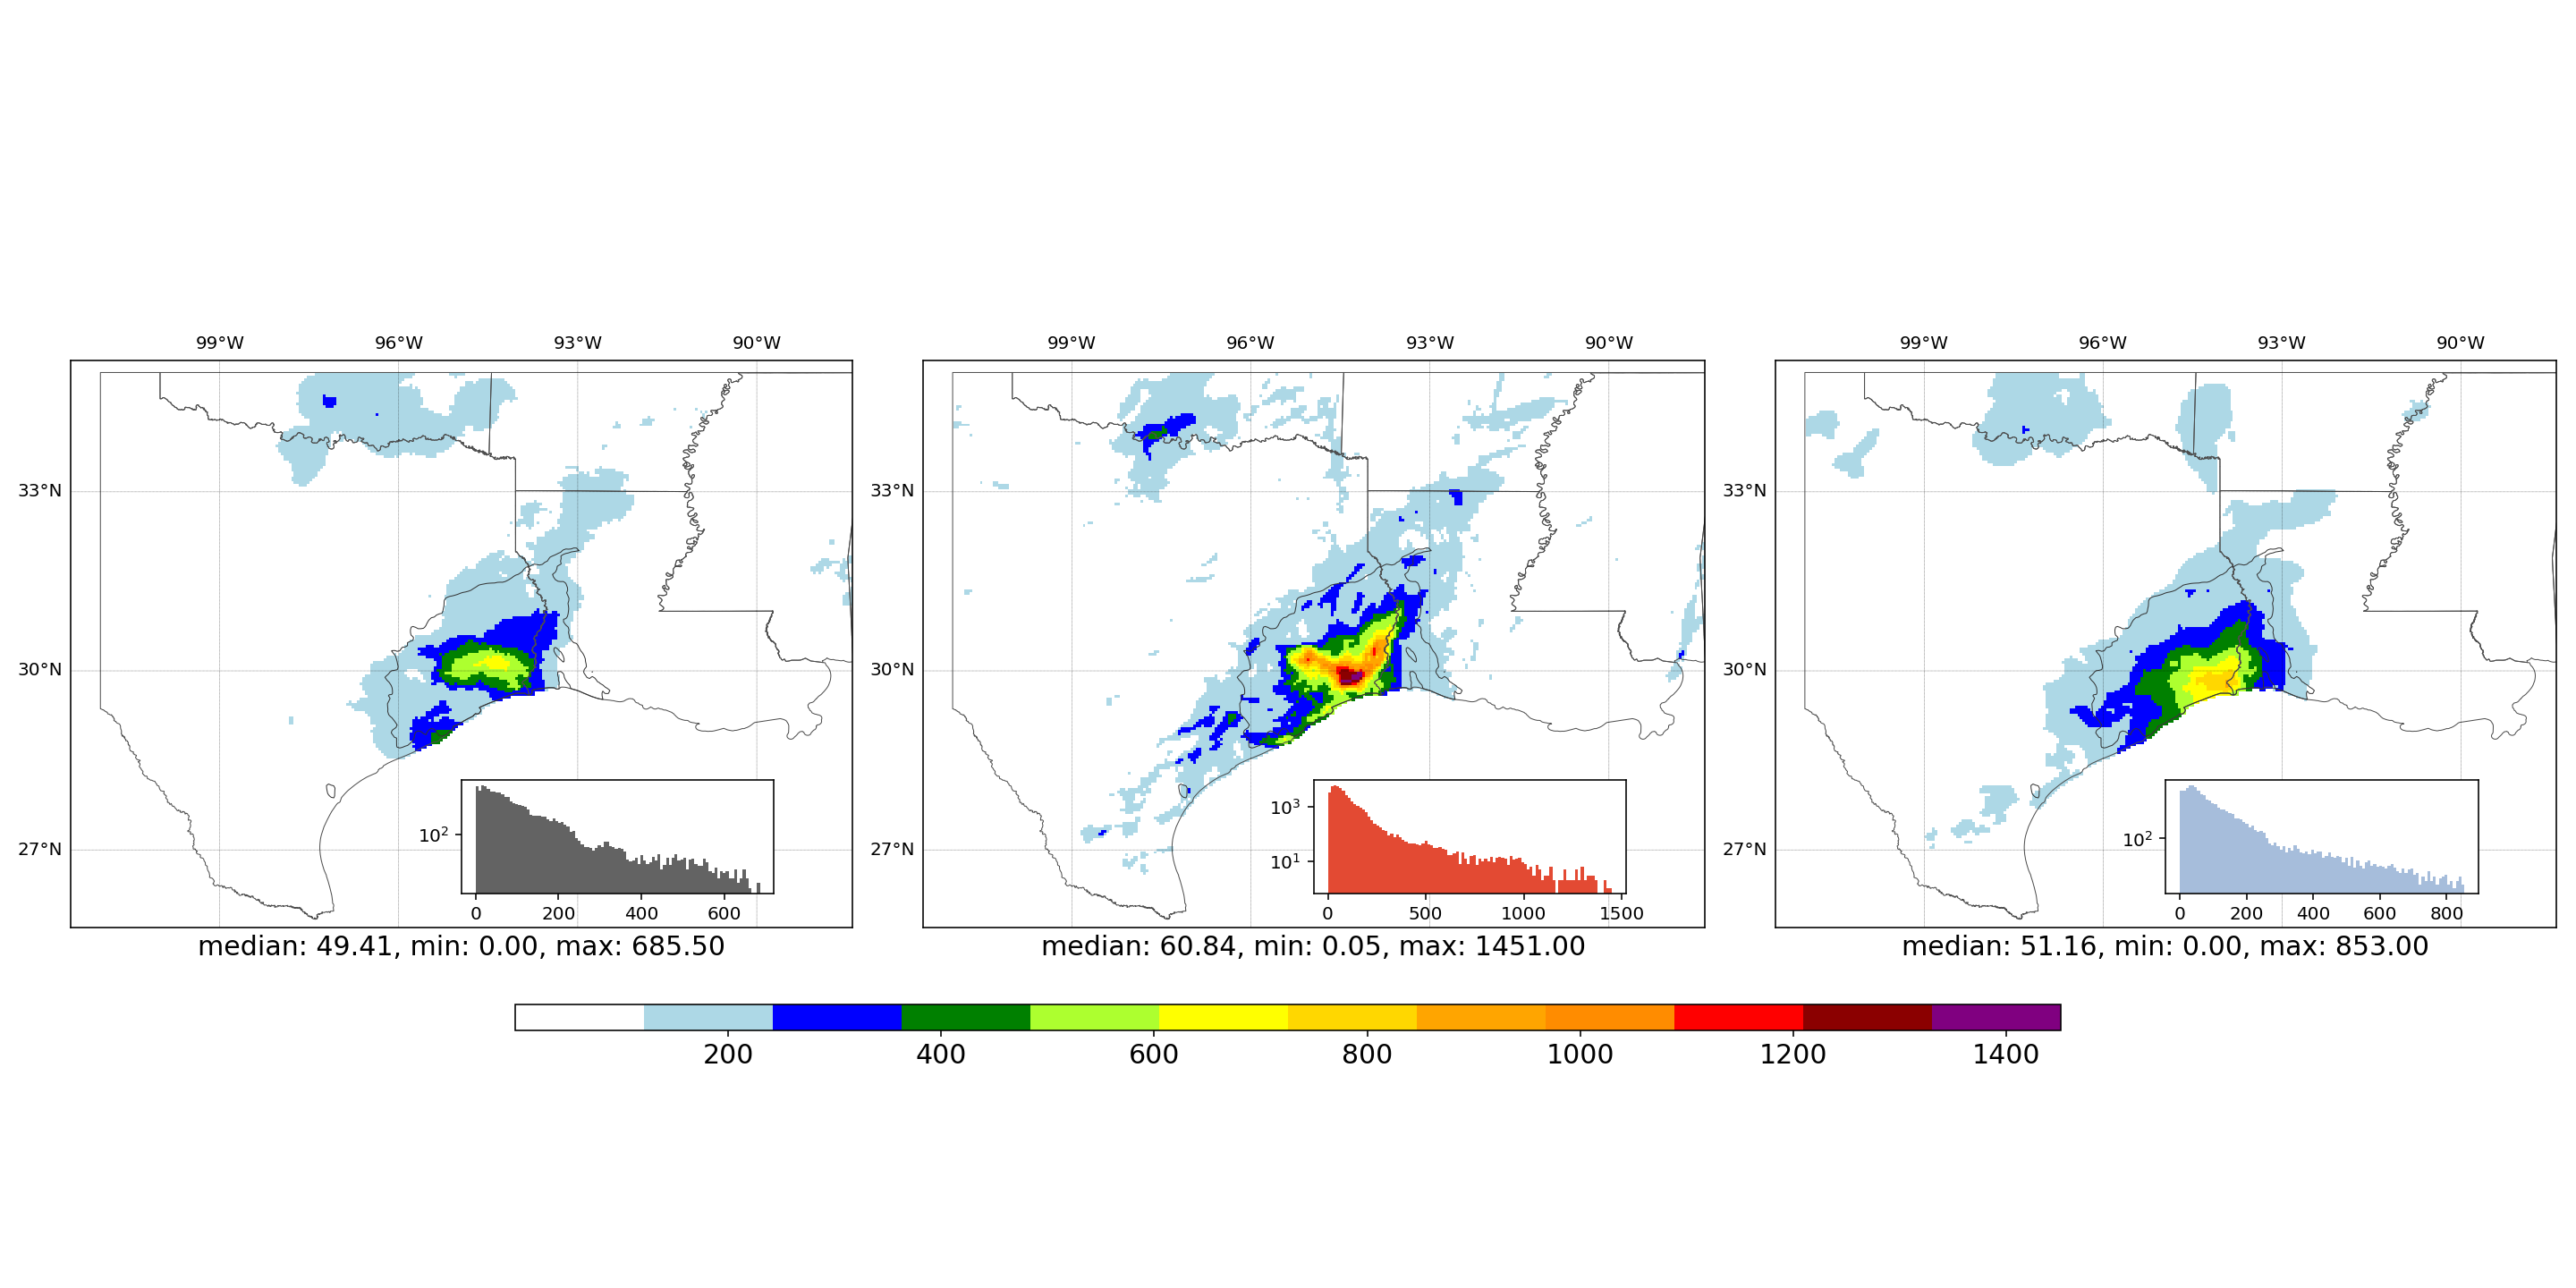 99°W 96°W 93°W 90°W 99°W 96°W 93°W 90°W 99°W 96°W 93°W 90°W
33°N 33°N 33°N
30°N 30°N 30°N
10³
10² 10²
27°N 27°N 10¹ 27°N
0 200 400 600 0 500 1000 1500 0 200 400 600 800
median: 49.41, min: 0.00, max: 685.50 median: 60.84, min: 0.05, max: 1451.00 median: 51.16, min: 0.00, max: 853.00
200 400 600 800 1000 1200 1400